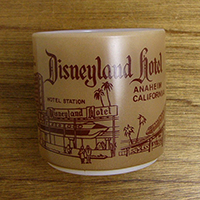 Disneyland Hotel
HOTEL STATION
ANAHEIM
CALIFORNIA
Disneyland Hotel